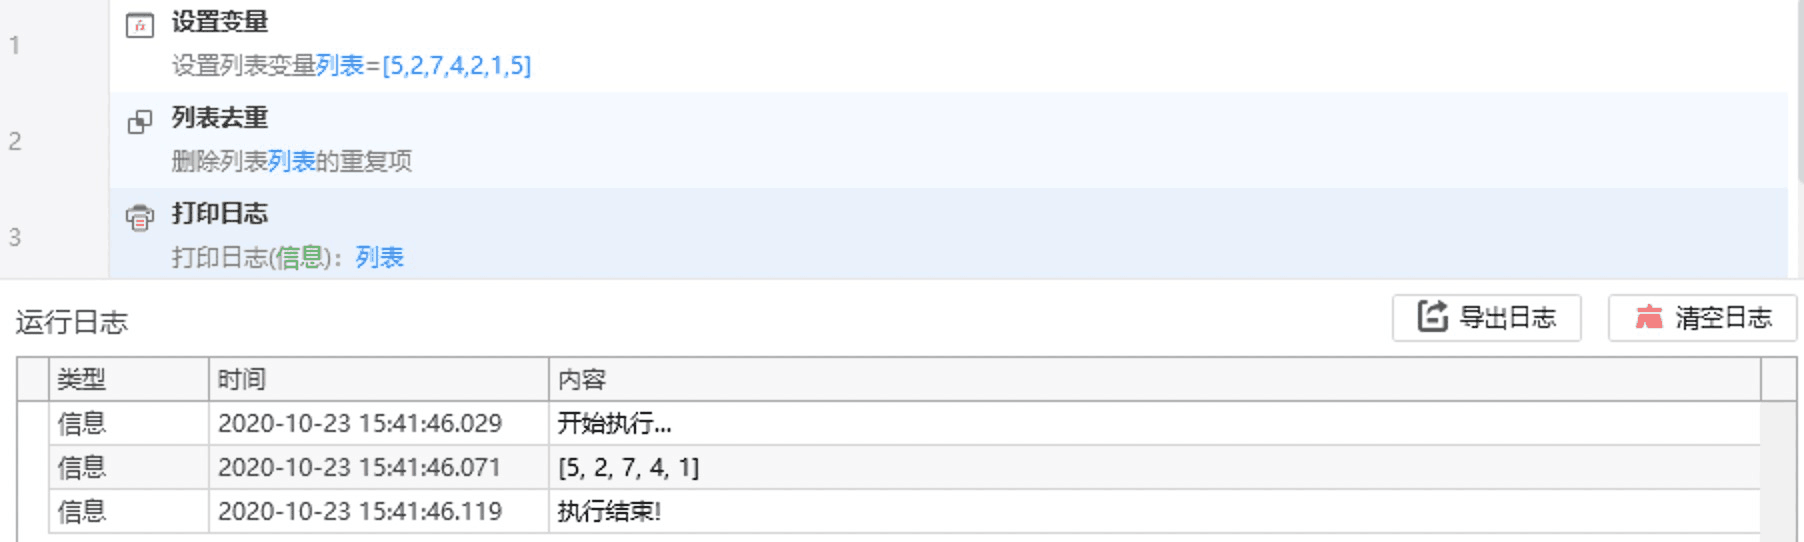 1
设置变量
设置列表变量列表=[5,2,7,4,2,1,5]
2
列表去重
删除列表列表的重复项
3
打印日志
打印日志(信息)：列表
运行日志
导出日志
清空日志
类型 时间 内容
信息 2020-10-23 15:41:46.029 开始执行...
信息 2020-10-23 15:41:46.071 [5, 2, 7, 4, 1]
信息 2020-10-23 15:41:46.119 执行结束!